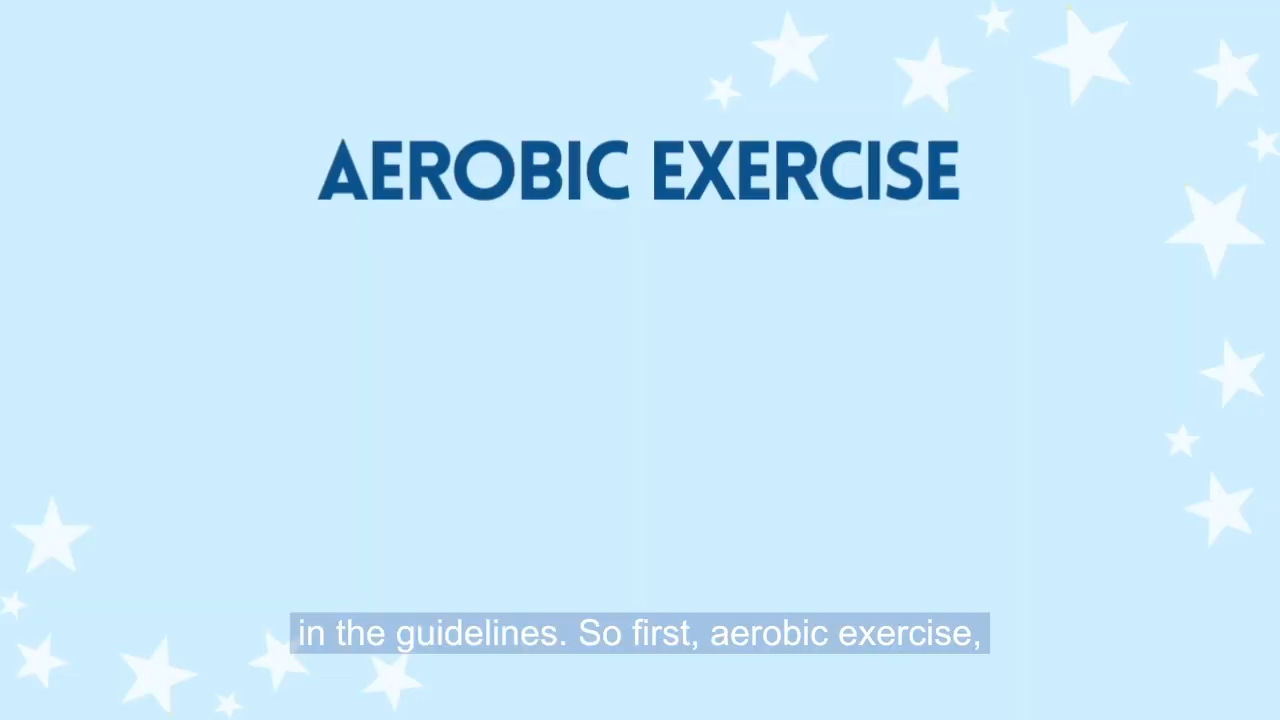 AEROBIC EXERCISE
in the guidelines. So first, aerobic exercise,